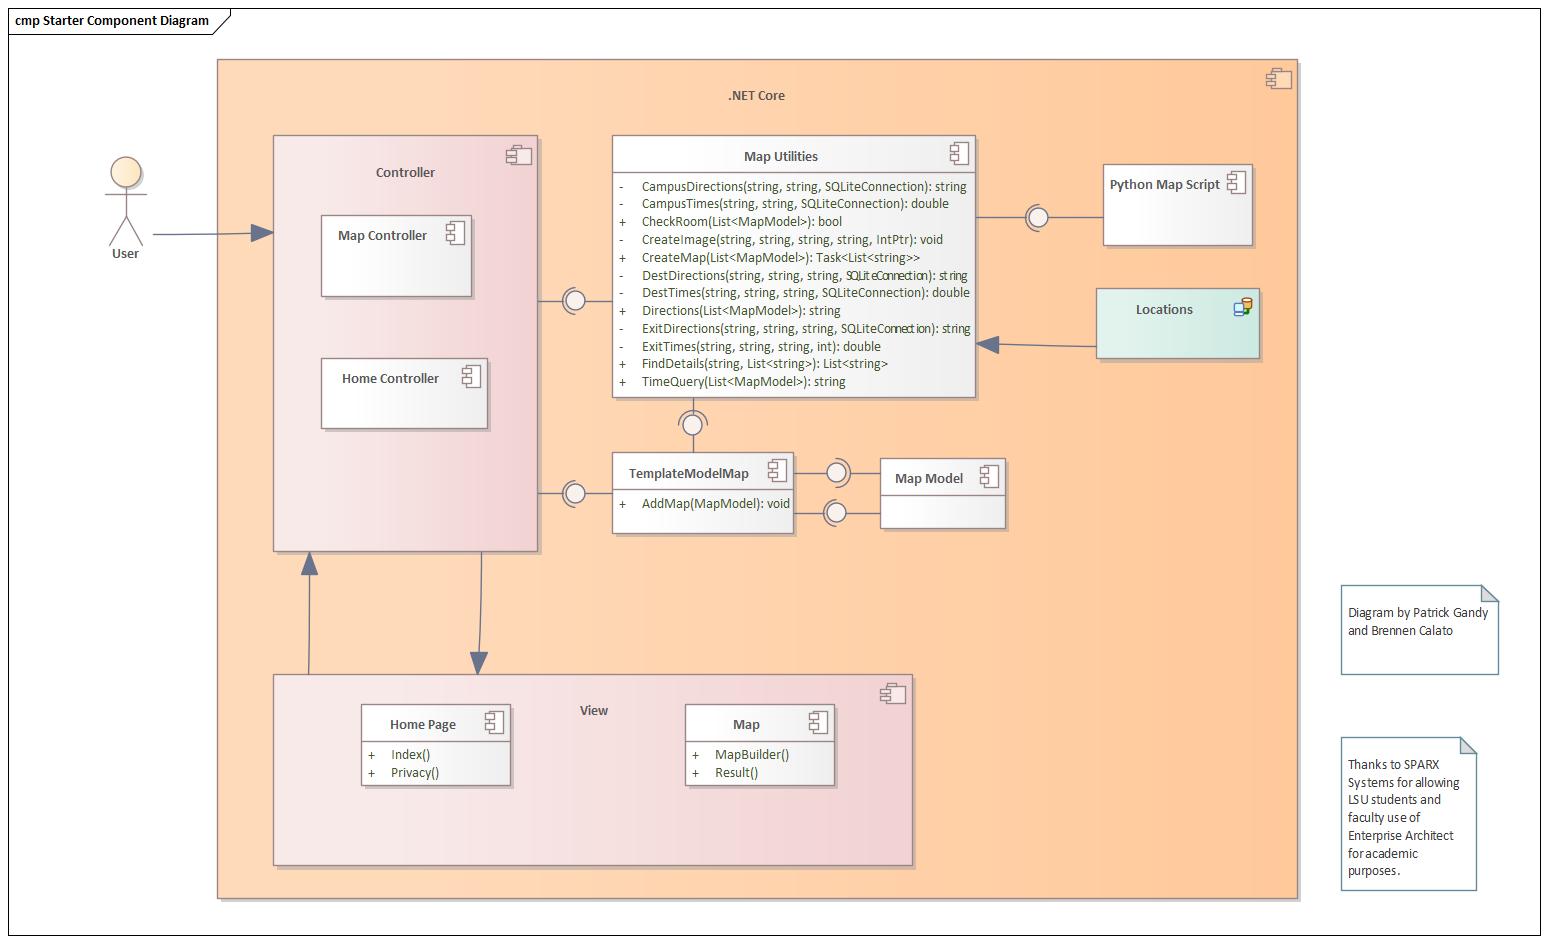 cmp Starter Component Diagram
.NET Core
Controller
Map Controller
Home Controller
User
Map Utilities
- CampusDirections(string, string, SQLiteConnection): string
- CampusTimes(string, string, SQLiteConnection): double
+ CheckRoom(List<MapModel>): bool
- CreateImage(string, string, string, string, IntPtr): void
+ CreateMap(List<MapModel>): Task<List<string>>
- DestDirections(string, string, string, SQLiteConnection): string
- DestTimes(string, string, string, SQLiteConnection): double
+ Directions(List<MapModel>): string
- ExitDirections(string, string, string, SQLiteConnection): string
- ExitTimes(string, string, string, int): double
+ FindDetails(string, List<string>): List<string>
+ TimeQuery(List<MapModel>): string
Python Map Script
Locations
TemplateModelMap
+ AddMap(MapModel): void
Map Model
View
Home Page
+ Index()
+ Privacy()
Map
+ MapBuilder()
+ Result()
Diagram by Patrick Gandy
and Brennen Calato
Thanks to SPARX
Systems for allowing
LSU students and
faculty use of
Enterprise Architect
for academic
purposes.